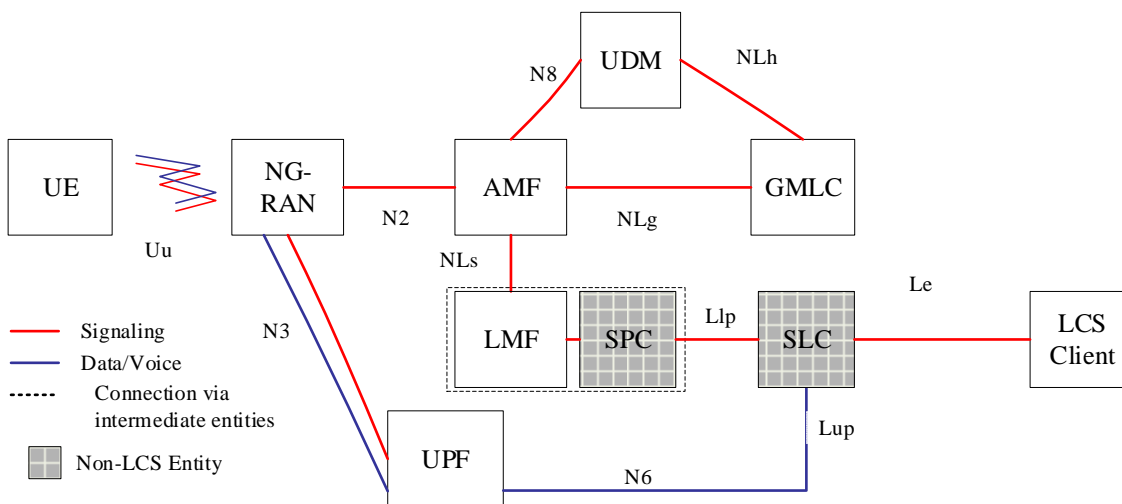 UDM
N8
NLh
UE
NG-
RAN
AMF
GMLC
N2
NLg
Uu
NLs
Le
N3
LMF
SPC
Llp
SLC
LCS
Client
Signaling
Data/Voice
Connection via
intermediate entities
Lup
Non-LCS Entity
UPF
N6